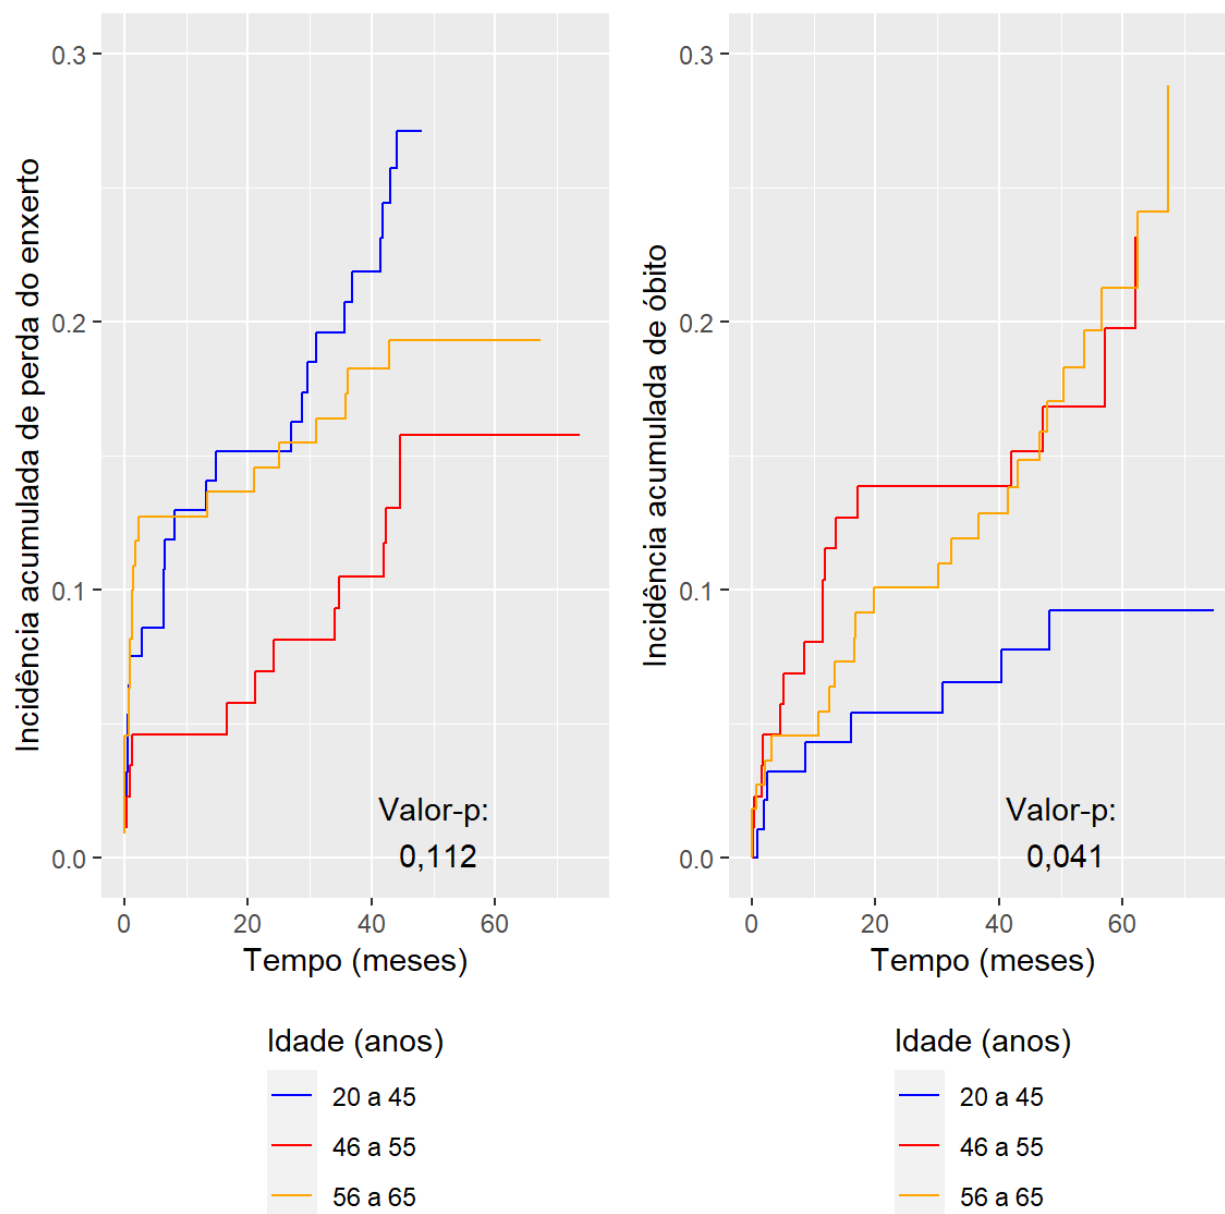 Incidência acumulada de perda do enxerto
0.3
0.2
0.1
0.0
Valor-p:
0,112
0
20
40
60
Tempo (meses)
Idade (anos)
20 a 45
46 a 55
56 a 65
Incidência acumulada de óbito
0.3
0.2
0.1
0.0
Valor-p:
0,041
0
20
40
60
Tempo (meses)
Idade (anos)
20 a 45
46 a 55
56 a 65